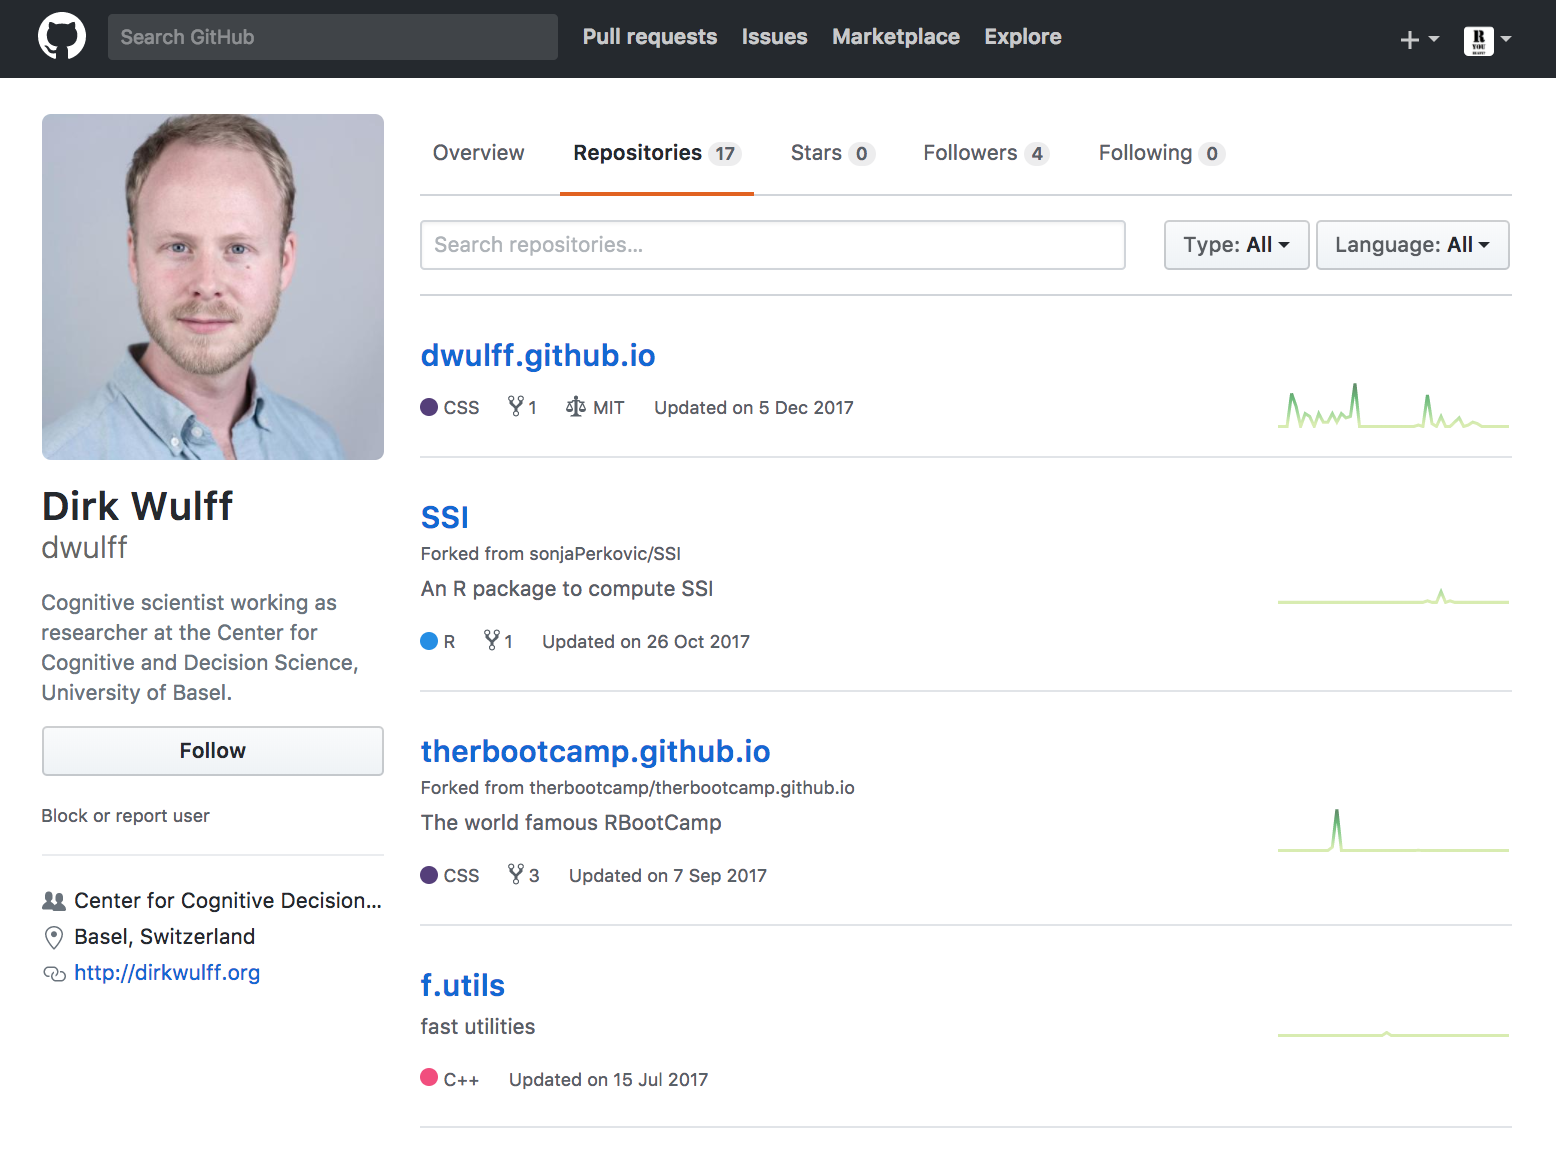 Search GitHub
Pull requests
Issues
Marketplace
Explore
R
YOU
Overview
Repositories 17
Stars 0
Followers 4
Following 0
Search repositories...
Type: All
Language: All
dwulff.github.io
CSS 1 MIT Updated on 5 Dec 2017
SSI
Forked from sonjaPerkovic/SSI
An R package to compute SSI
R 1 Updated on 26 Oct 2017
therbootcamp.github.io
Forked from therbootcamp/therbootcamp.github.io
The world famous RBootCamp
CSS 3 Updated on 7 Sep 2017
f.utils
fast utilities
C++ Updated on 15 Jul 2017
Dirk Wulff
dwulff
Cognitive scientist working as
researcher at the Center for
Cognitive and Decision Science,
University of Basel.
Follow
Block or report user
Center for Cognitive Decision...
Basel, Switzerland
http://dirkwulff.org